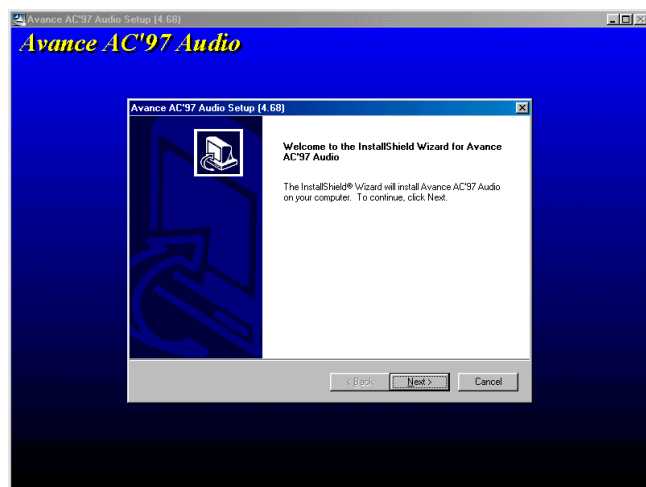 Avance AC'97 Audio Setup (4.68)
Avance AC'97 Audio
Avance AC'97 Audio Setup (4.68)
Welcome to the InstallShield Wizard for Avance
AC'97 Audio
The InstallShield® Wizard will install Avance AC'97 Audio
on your computer. To continue, click Next.
< Back
Next >
Cancel